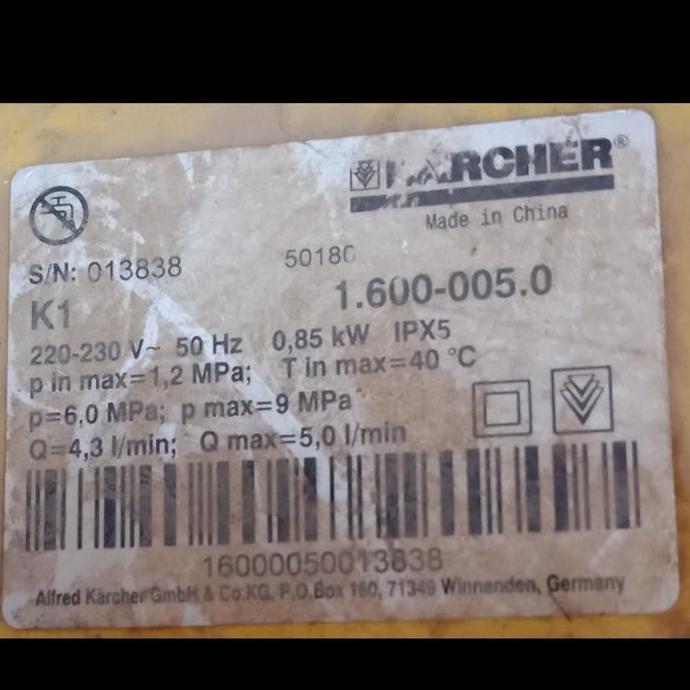 KÄRCHER®
Made in China
S/N: 013838 50180
K1 1.600-005.0
220-230 V~ 50 Hz 0,85 kW IPX5
p in max=1,2 MPa; T in max=40 °C
p=6,0 MPa; p max=9 MPa
Q=4,3 l/min; Q max=5,0 l/min
16000050013838
Alfred Kärcher GmbH & Co.KG, P.O.Box 160, 71349 Winnenden, Germany